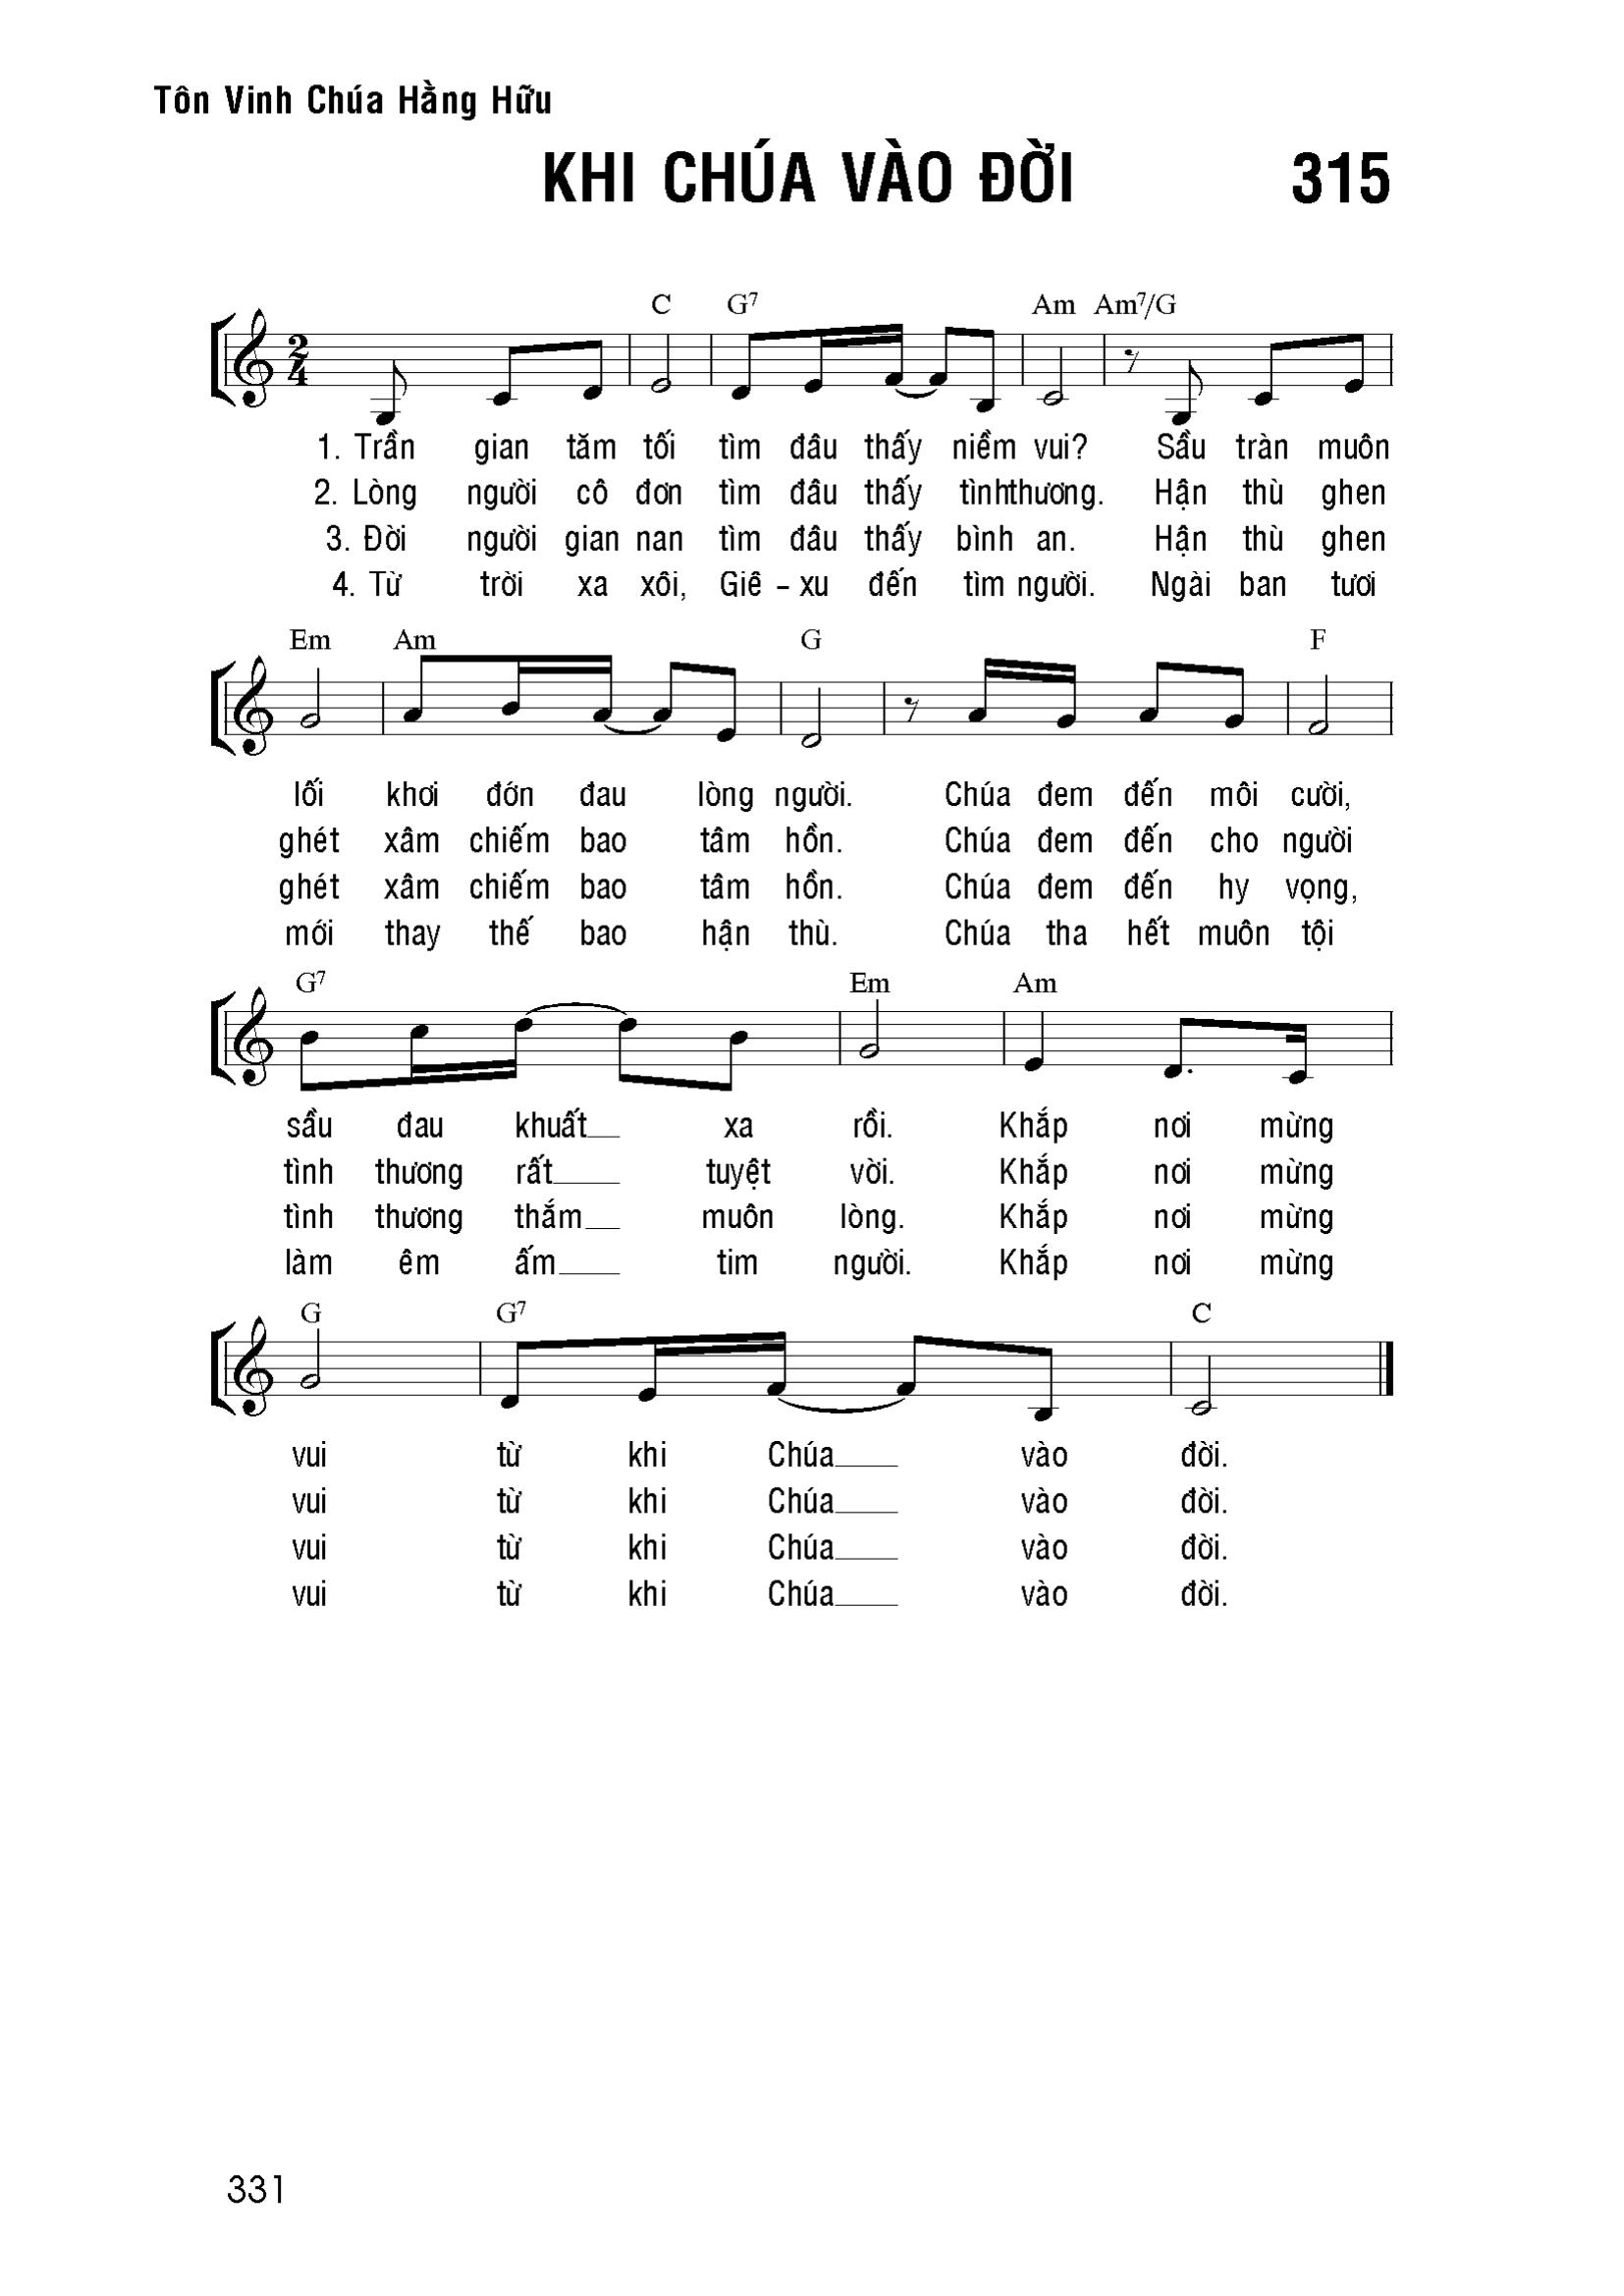 Tôn Vinh Chúa Hằng Hữu
KHI CHÚA VÀO ĐỜI 315
C G7 Am Am7/G
2
4
1. Trần gian tăm tối tìm đâu thấy niềm vui? Sầu tràn muôn
2. Lòng người cô đơn tìm đâu thấy tìnhthương. Hận thù ghen
3. Đời người gian nan tìm đâu thấy bình an. Hận thù ghen
4. Từ trời xa xôi, Giê - xu đến tìm người. Ngài ban tươi
Em Am G F
lối khơi đớn đau lòng người. Chúa đem đến môi cười,
ghét xâm chiếm bao tâm hồn. Chúa đem đến cho người
ghét xâm chiếm bao tâm hồn. Chúa đem đến hy vọng,
mới thay thế bao hận thù. Chúa tha hết muôn tội
G7 Em Am
sầu đau khuất__ xa rồi. Khắp nơi mừng
tình thương rất__ tuyệt vời. Khắp nơi mừng
tình thương thắm__ muôn lòng. Khắp nơi mừng
làm êm ấm__ tim người. Khắp nơi mừng
G G7 C
vui từ khi Chúa__ vào đời.
vui từ khi Chúa__ vào đời.
vui từ khi Chúa__ vào đời.
vui từ khi Chúa__ vào đời.
331